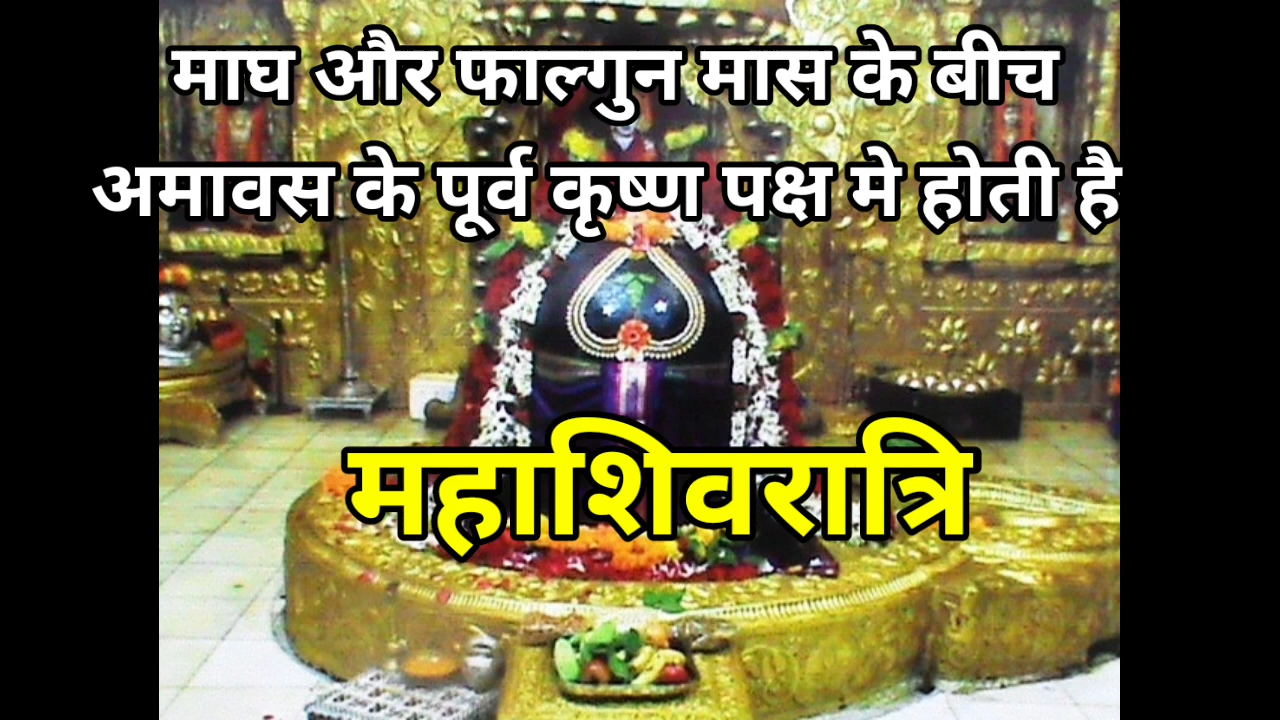 माघ और फाल्गुन मास के बीच
अमावस के पूर्व कृष्ण पक्ष मे होती है
महाशिवरात्रि